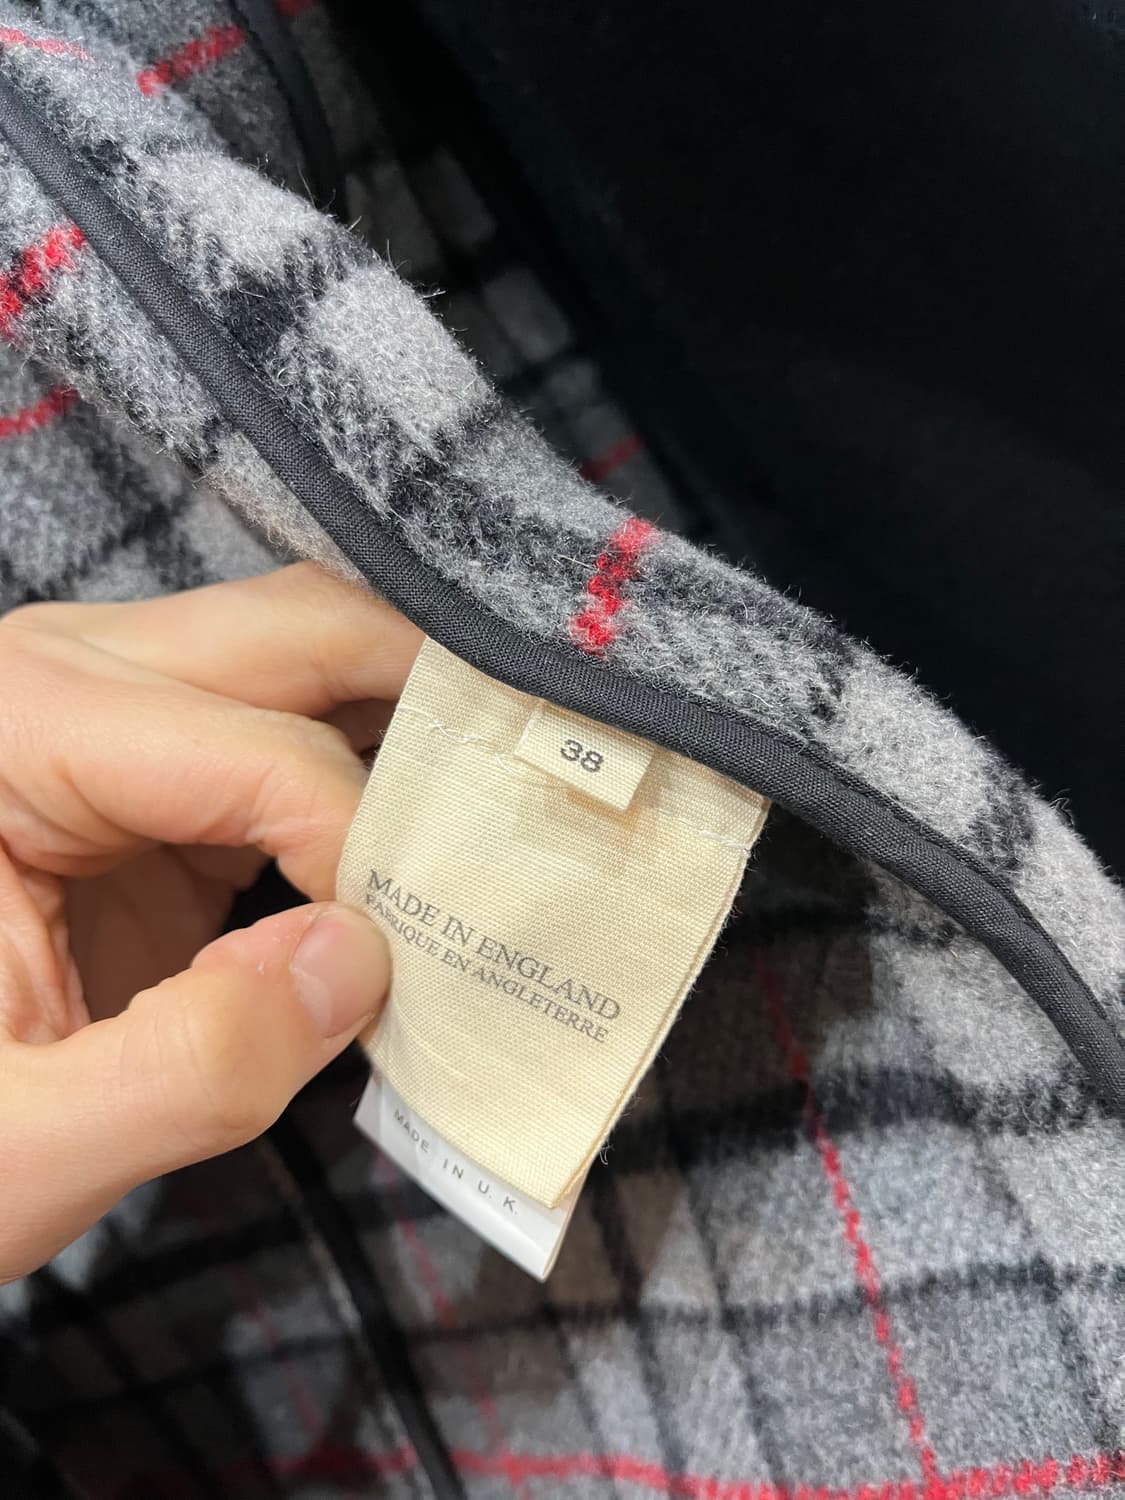 38
MADE IN ENGLAND
FABRIQUE EN ANGLETERRE
MADE IN U.K.